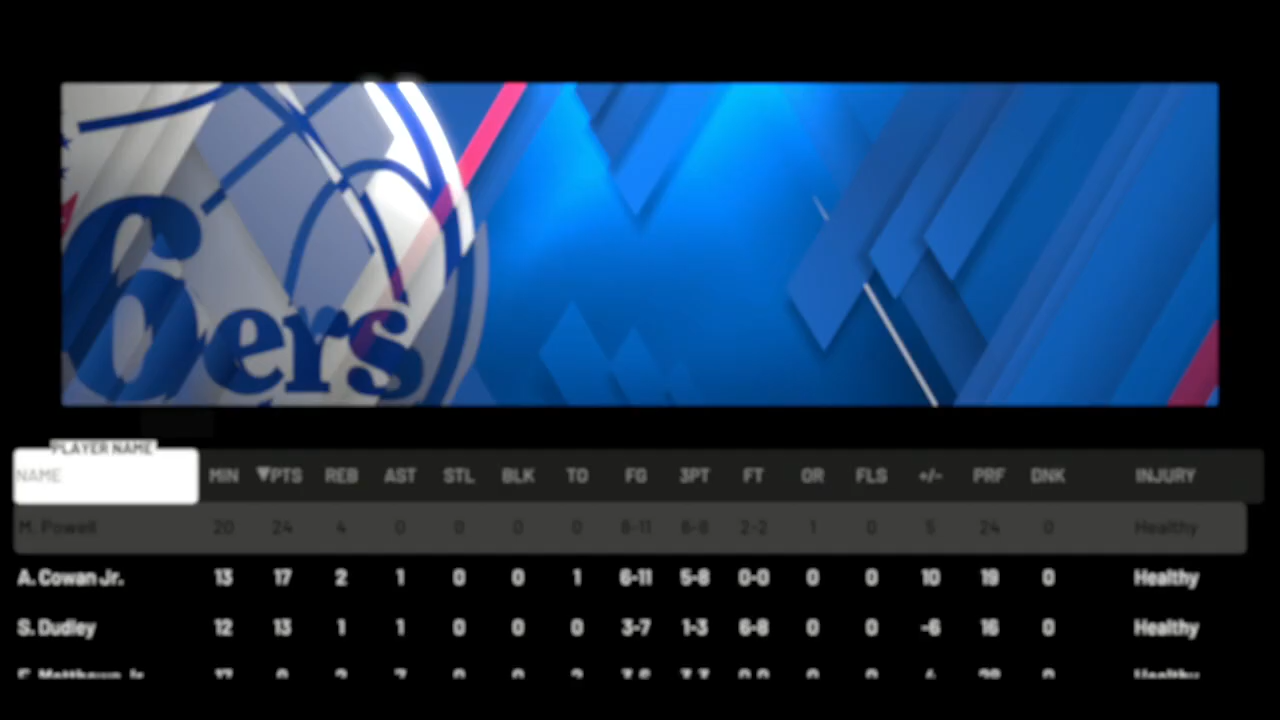 6ers
PLAYER NAME
NAME MIN ▼PTS REB AST STL BLK TO FG 3PT FT OR FLS +/- PRF DNK INJURY
M. Powell 20 24 4 0 0 0 0 8-11 6-8 2-2 1 0 5 24 0 Healthy
A. Cowan Jr. 13 17 2 1 0 0 1 6-11 5-8 0-0 0 0 10 19 0 Healthy
S. Dudley 12 13 1 1 0 0 0 3-7 1-3 6-8 0 0 -6 16 0 Healthy